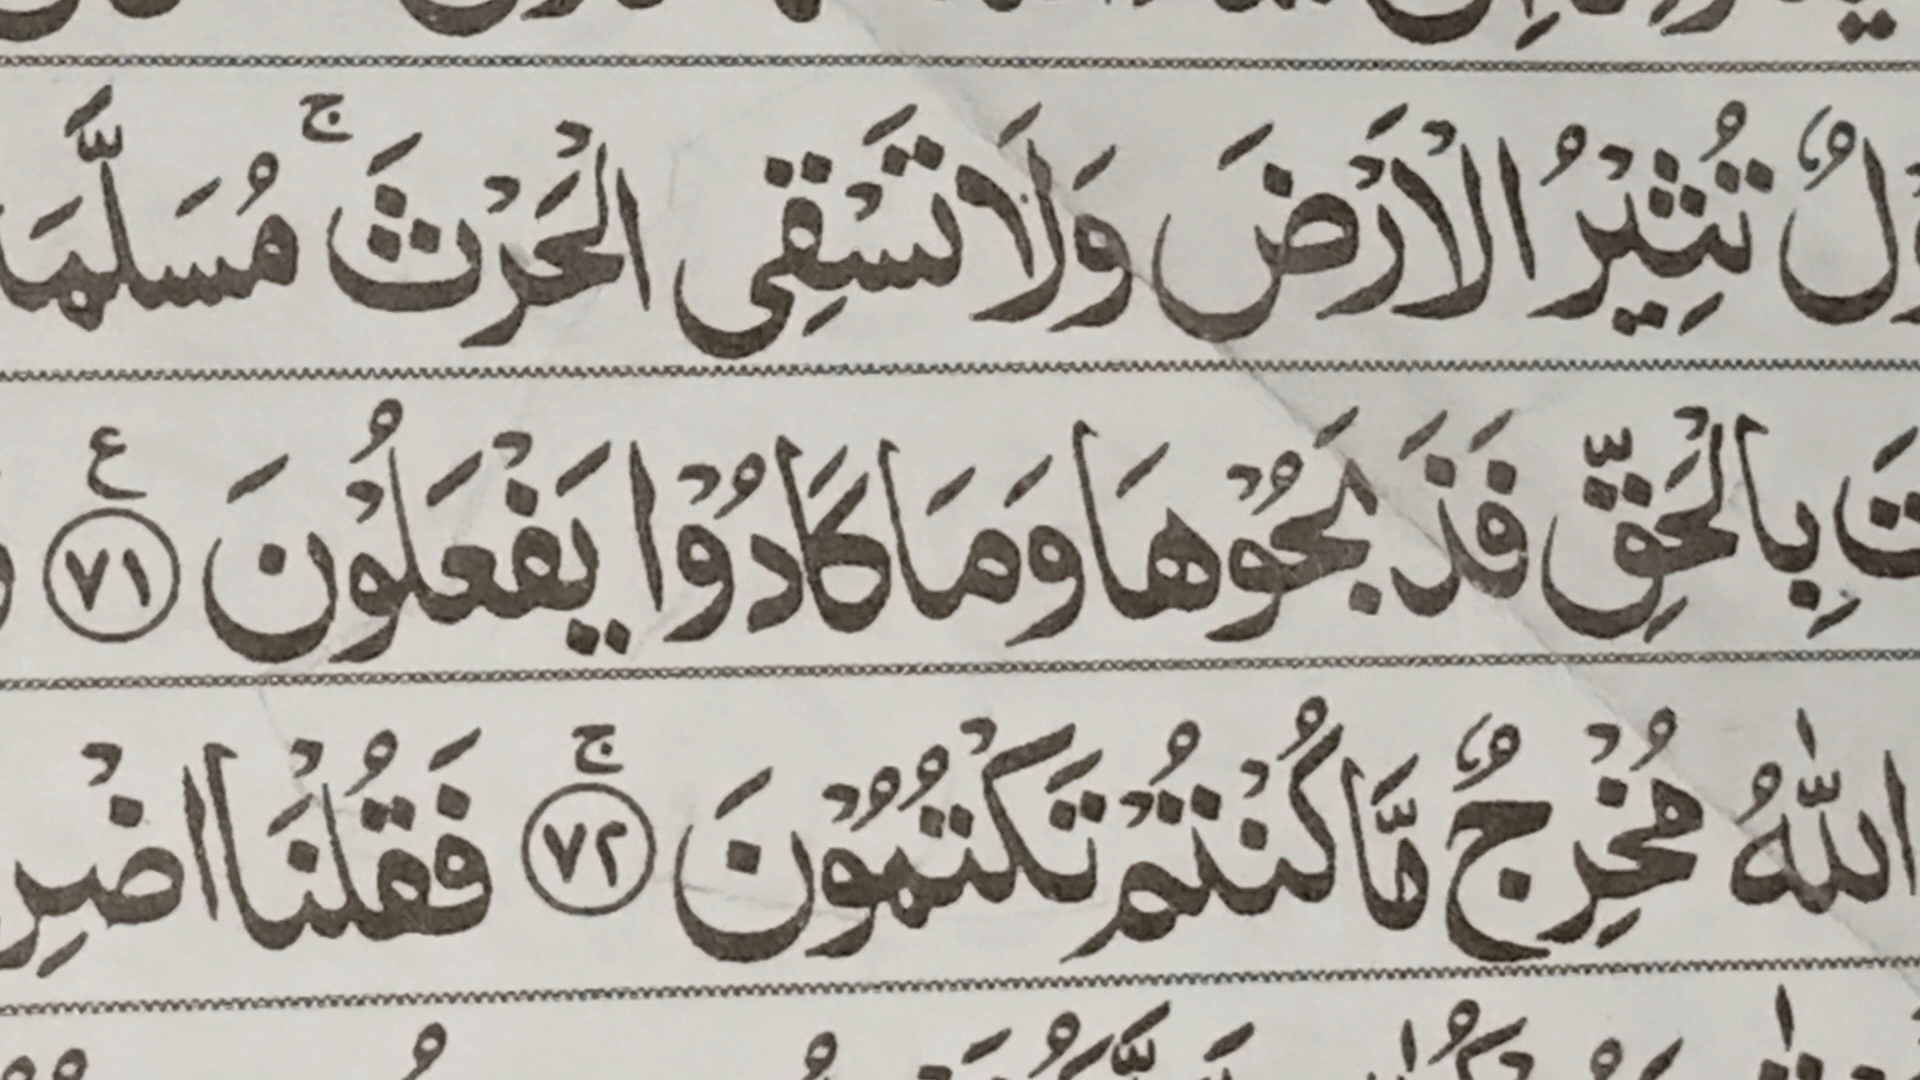 تُثِيْرُ الْاَرْضَ وَلَا تَسْقِى الْحَرْثَ ۚ
بِالْحَقِّ فَذَبَحُوْهَا وَمَا كَادُوْا يَفْعَلُوْنَ ع ٧١
اللّٰهُ مُخْرِجٌ مَّا كُنْتُمْ تَكْتُمُوْنَ ۚ ٧٢ فَقُلْنَا